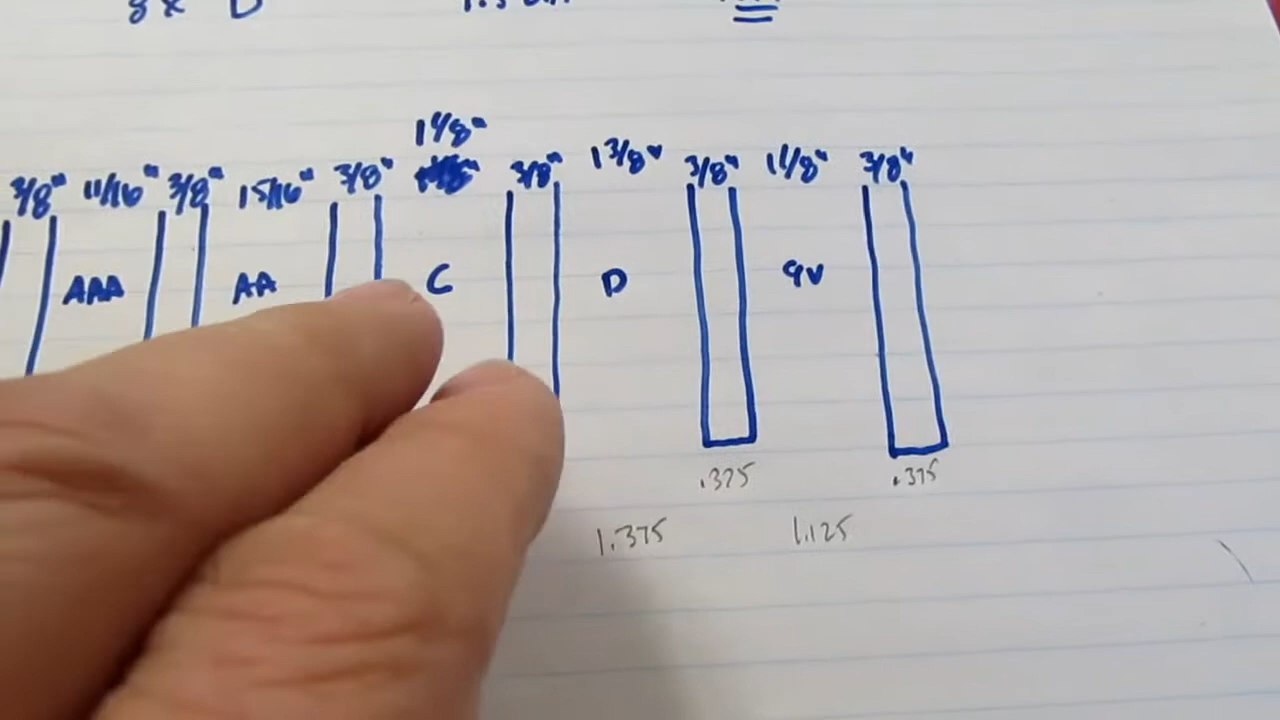 8 x D
1 1/8"
3/8" 11/16" 3/8" 15/16" 3/8" 3/8" 1 3/8" 3/8" 1 1/8" 3/8"
AAA AA C D 9V
.375 .375
1.375 1.125